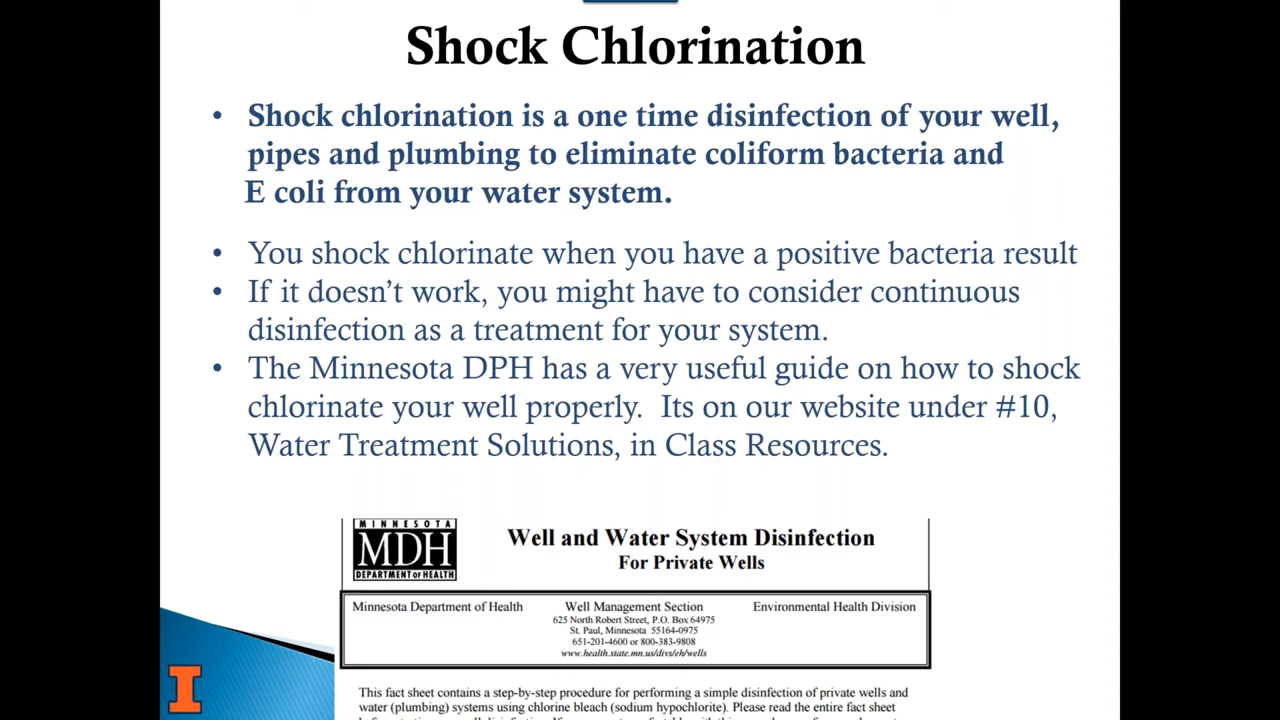 Shock Chlorination
• Shock chlorination is a one time disinfection of your well,
pipes and plumbing to eliminate coliform bacteria and
E coli from your water system.
• You shock chlorinate when you have a positive bacteria result
• If it doesn't work, you might have to consider continuous
disinfection as a treatment for your system.
• The Minnesota DPH has a very useful guide on how to shock
chlorinate your well properly. Its on our website under #10,
Water Treatment Solutions, in Class Resources.
MINNESOTA
MDH
DEPARTMENT OF HEALTH
Well and Water System Disinfection
For Private Wells
Minnesota Department of Health
Well Management Section
625 North Robert Street, P.O. Box 64975
St. Paul, Minnesota 55164-0975
651-201-4600 or 800-383-9808
www.health.state.mn.us/divs/eh/wells
Environmental Health Division
I
This fact sheet contains a step-by-step procedure for performing a simple disinfection of private wells and
water (plumbing) systems using chlorine bleach (sodium hypochlorite). Please read the entire fact sheet